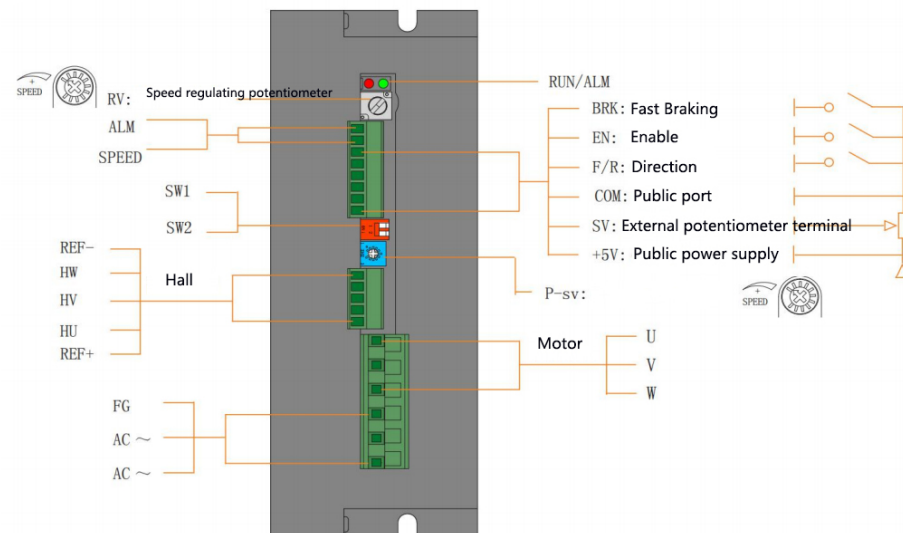 RUN/ALM
+
SPEED
RV: Speed regulating potentiometer
BRK: Fast Braking
ALM
EN: Enable
SPEED
F/R: Direction
SW1
COM: Public port
SW2
SV: External potentiometer terminal
REF-
+5V: Public power supply
HW
Hall
HV
P-sv:
+
SPEED
HU
REF+
Motor
U
V
W
FG
AC ~
AC ~